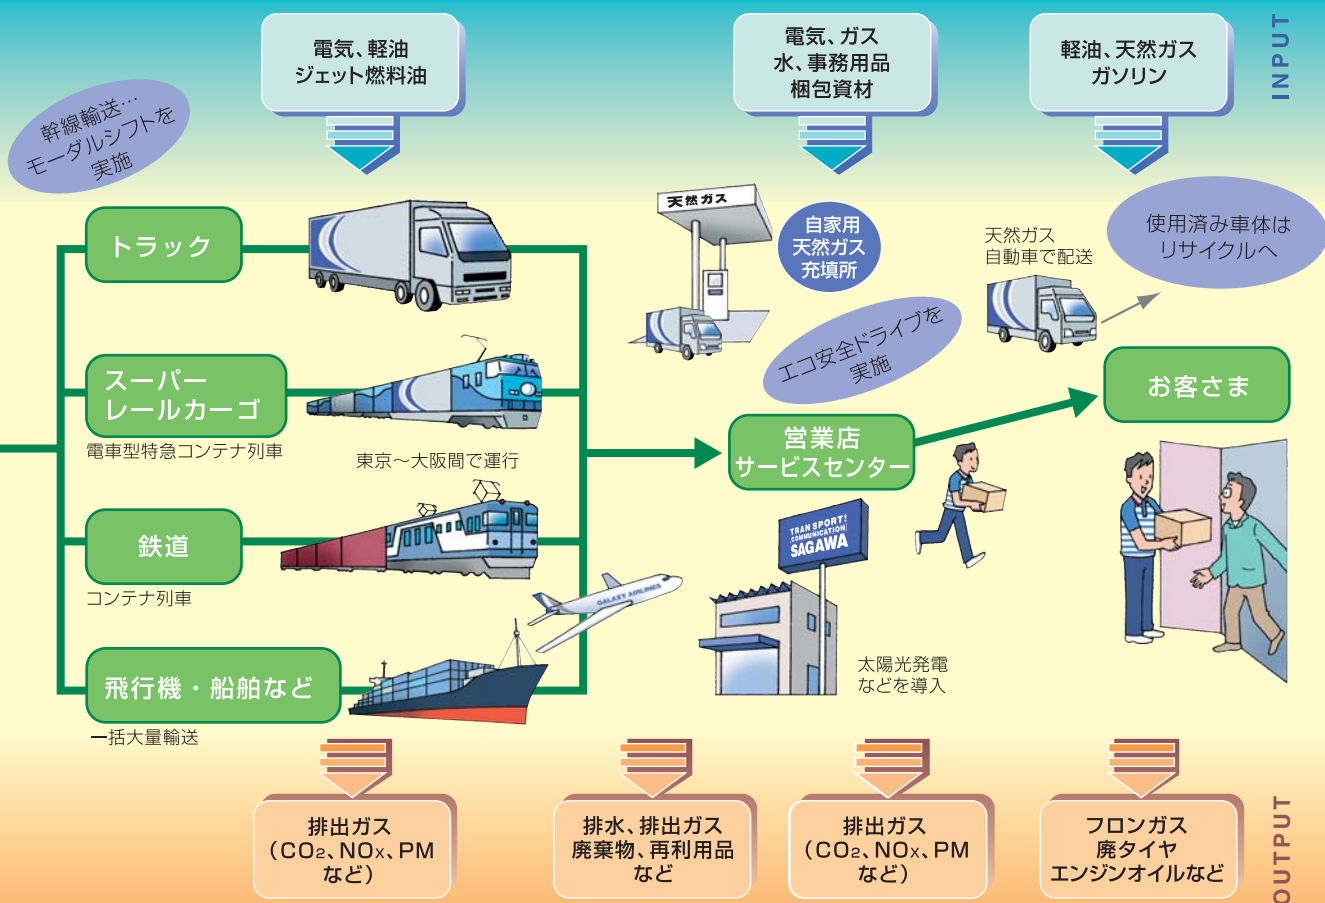 INPUT
電気、軽油
ジェット燃料油
電気、ガス
水、事務用品
梱包資材
軽油、天然ガス
ガソリン
幹線輸送…
モーダルシフトを
実施
トラック
天然ガス
自家用
天然ガス
充填所
天然ガス
自動車で配送
使用済み車体は
リサイクルへ
エコ安全ドライブを
実施
スーパー
レールカーゴ
電車型特急コンテナ列車
東京～大阪間で運行
お客さま
営業店
サービスセンター
鉄道
コンテナ列車
TRANSPORT!
COMMUNICATION
SAGAWA
GALAXY AIRLINES
飛行機・船舶など
一括大量輸送
太陽光発電
などを導入
排出ガス
（CO₂、NOx、PM
など）
排水、排出ガス
廃棄物、再利用品
など
排出ガス
（CO₂、NOx、PM
など）
フロンガス
廃タイヤ
エンジンオイルなど
OUTPUT